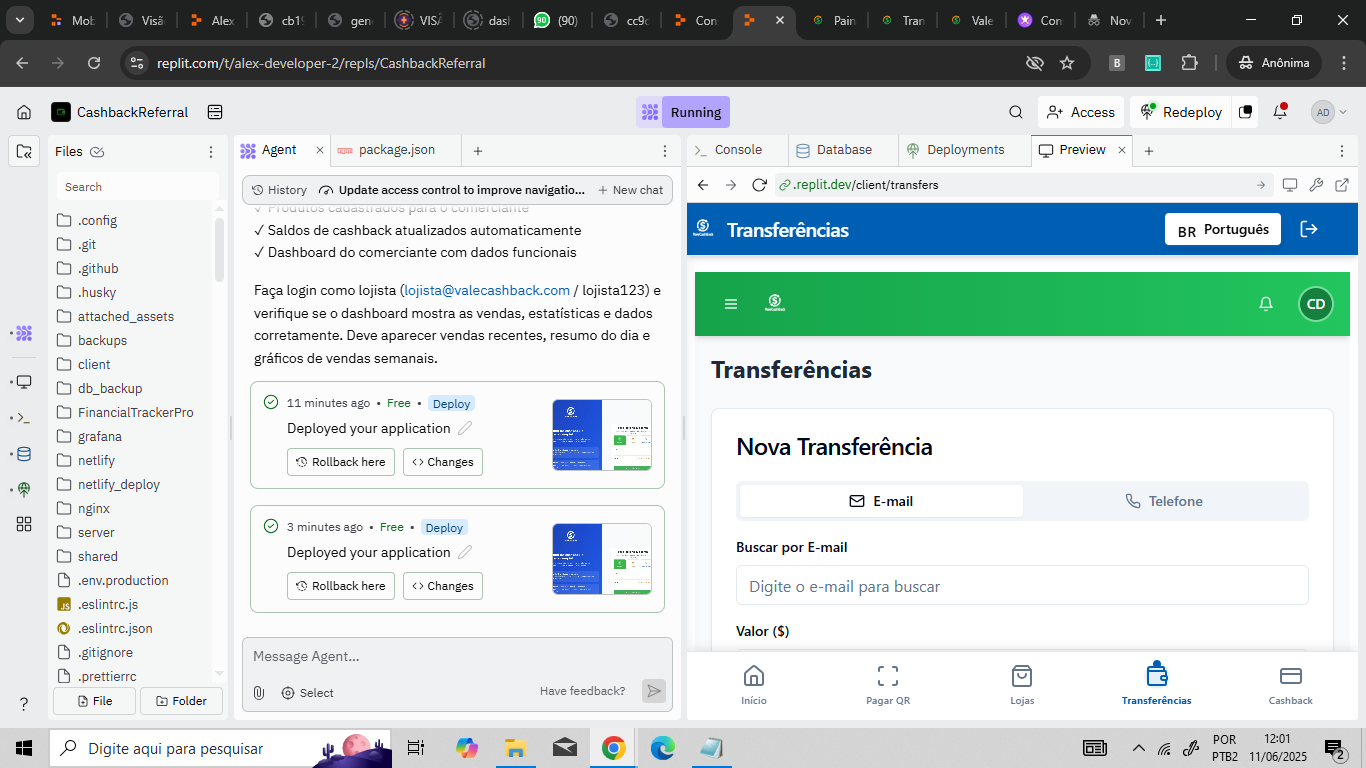 Mob
Visã
Alex
cb1
gene
VISÃ
dash
(90)
cc9c
Con
Pain
Tran
Vale
Con
Nov
replit.com/t/alex-developer-2/repls/CashbackReferral
Anônima
CashbackReferral
Running
Access
Redeploy
AD
Files
Search
.config
.git
.github
.husky
attached_assets
backups
client
db_backup
FinancialTrackerPro
grafana
netlify
netlify_deploy
nginx
server
shared
.env.production
.eslintrc.js
.eslintrc.json
.gitignore
.prettierrc
File
Folder
Agent
package.json
History
Update access control to improve navigatio...
New chat
✓ Produtos cadastrados para o comerciante
✓ Saldos de cashback atualizados automaticamente
✓ Dashboard do comerciante com dados funcionais
Faça login como lojista (lojista@valecashback.com / lojista123) e
verifique se o dashboard mostra as vendas, estatísticas e dados
corretamente. Deve aparecer vendas recentes, resumo do dia e
gráficos de vendas semanais.
11 minutes ago • Free • Deploy
Deployed your application
Rollback here
Changes
3 minutes ago • Free • Deploy
Deployed your application
Rollback here
Changes
Message Agent...
Select
Have feedback?
Console
Database
Deployments
Preview
.replit.dev/client/transfers
Transferências
BR Português
CD
Transferências
Nova Transferência
E-mail
Telefone
Buscar por E-mail
Digite o e-mail para buscar
Valor ($)
Início
Pagar QR
Lojas
Transferências
Cashback
Digite aqui para pesquisar
POR
PTB2
12:01
11/06/2025
2